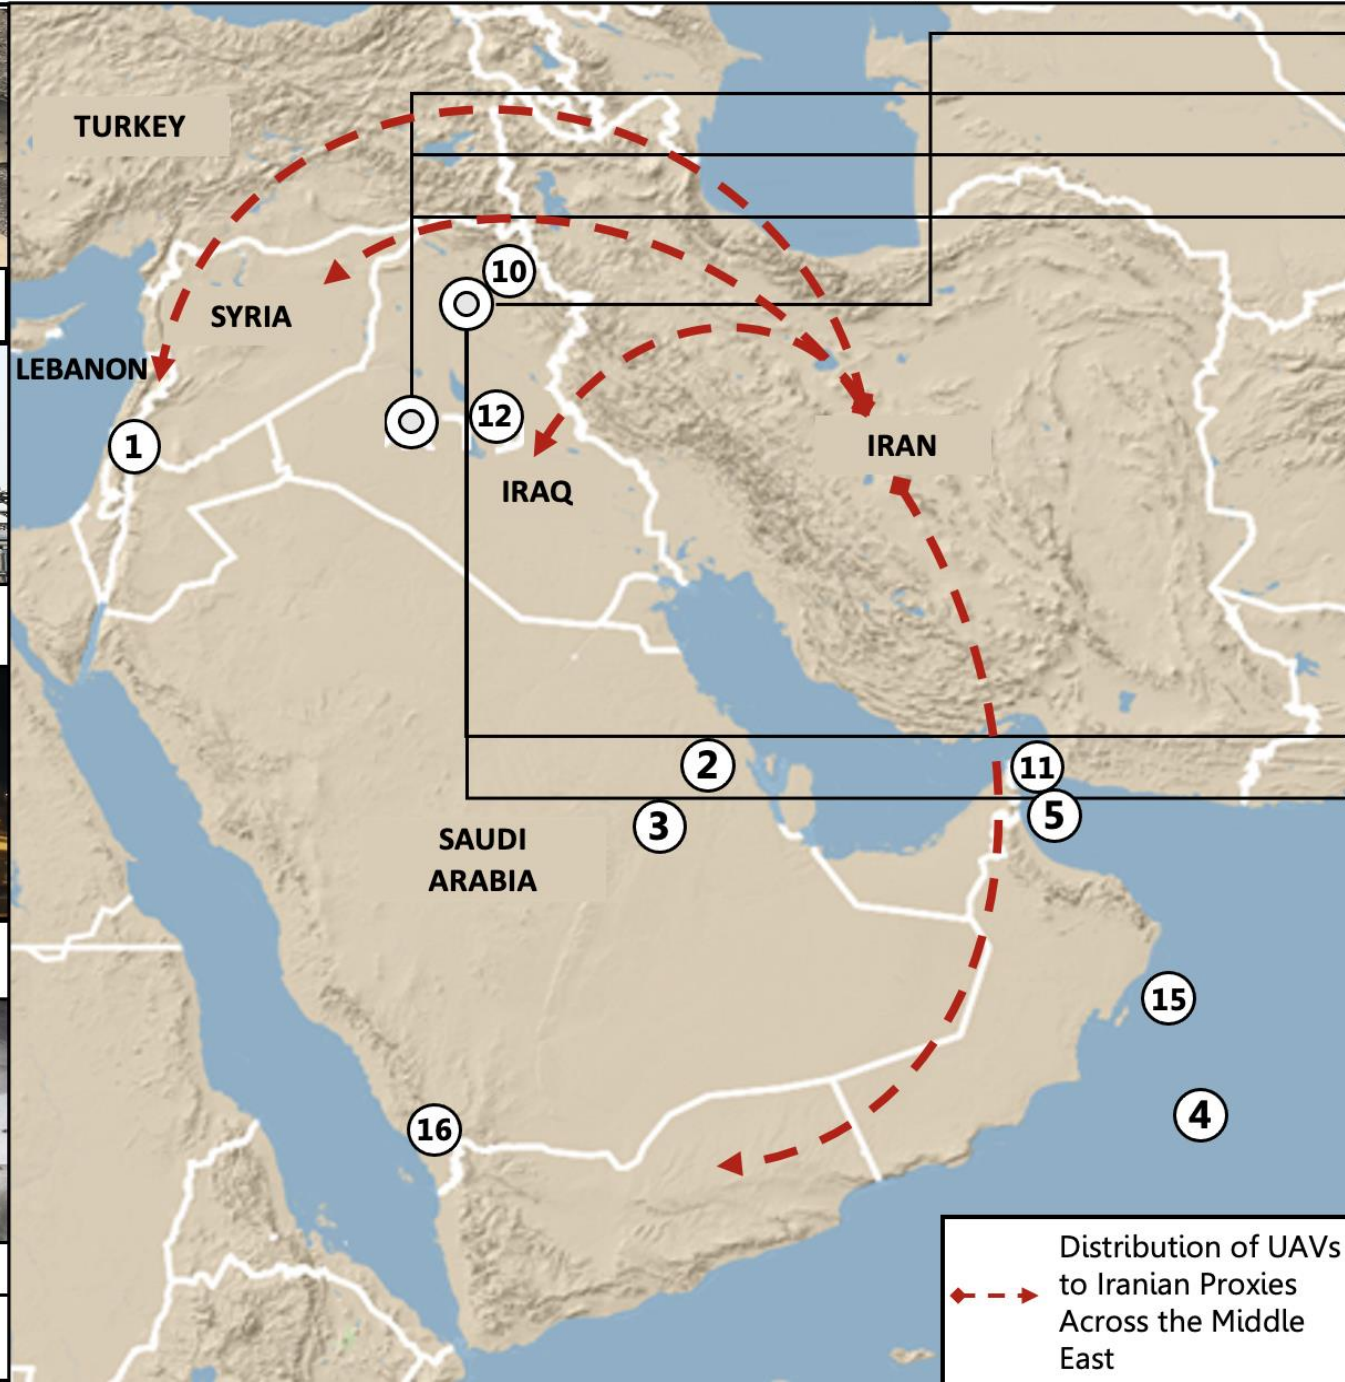 TURKEY
10
SYRIA
LEBANON
12
1
IRAN
IRAQ
2
11
5
3
SAUDI
ARABIA
15
4
16
Distribution of UAVs
to Iranian Proxies
Across the Middle
East